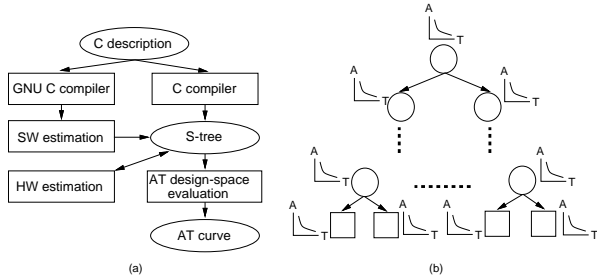 C description
GNU C compiler
C compiler
SW estimation
S-tree
HW estimation
AT design-space
evaluation
AT curve
(a)
A
T
A
T
A
T
A
T
A
T
A
T
A
T
A
T
A
T
(b)